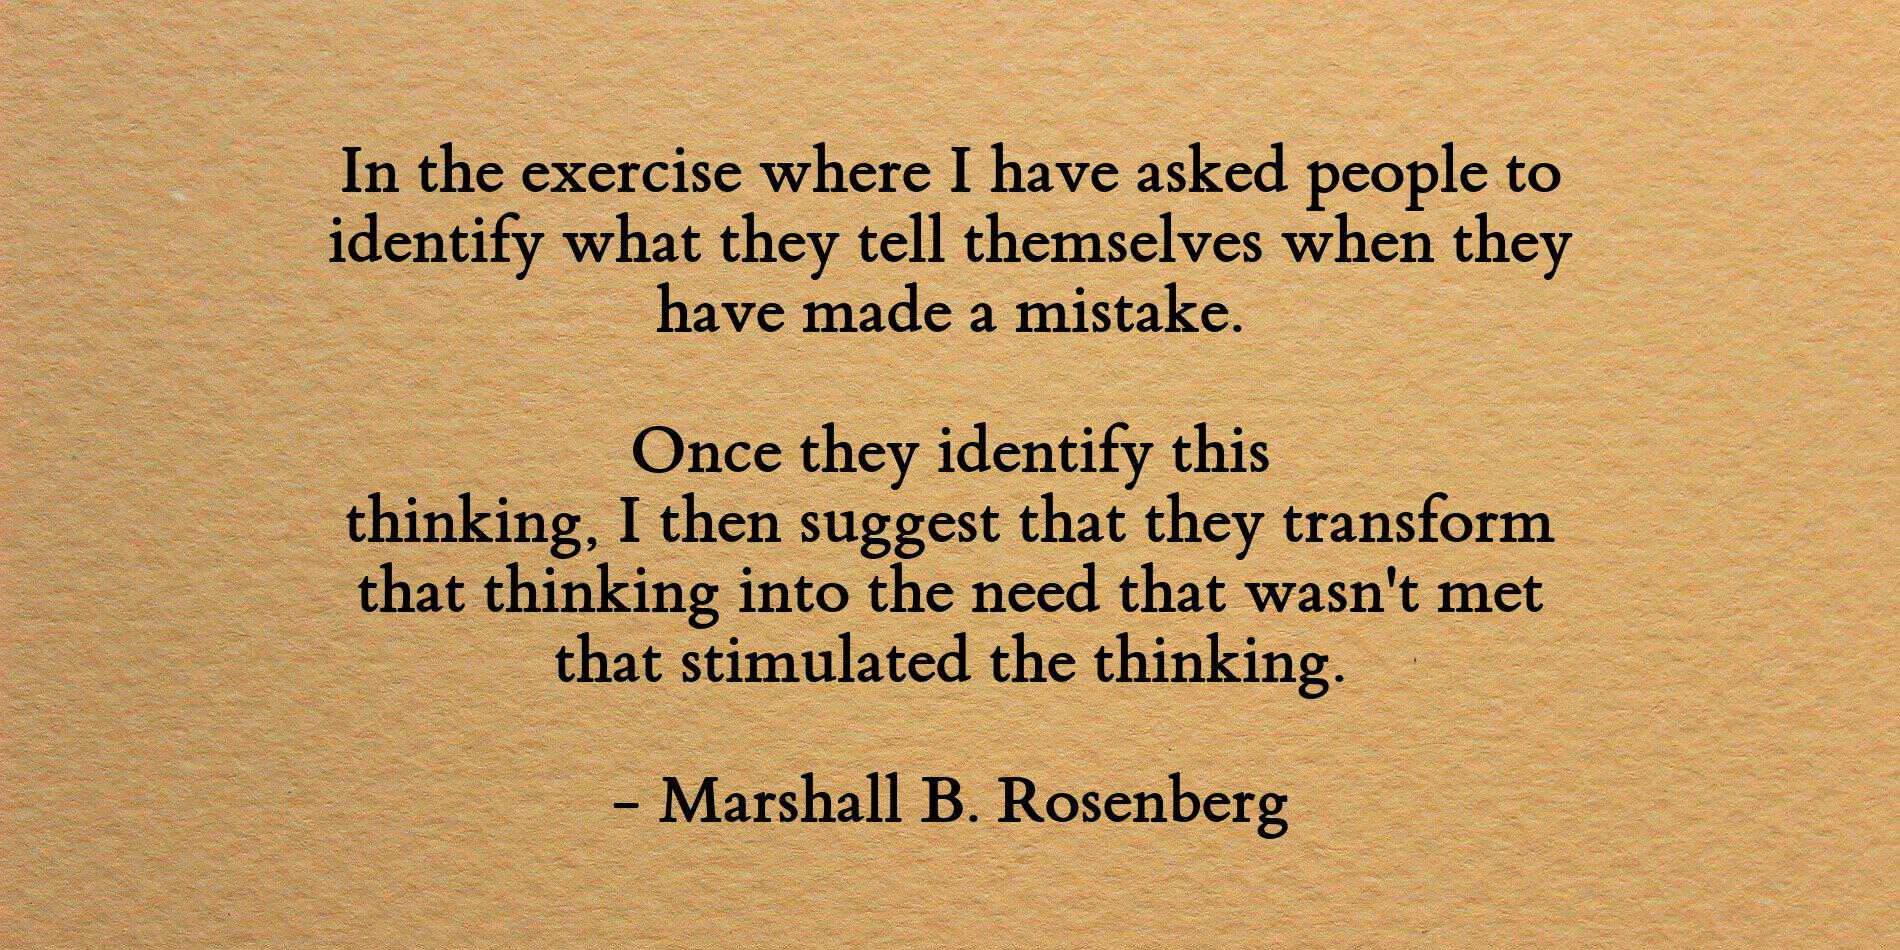 In the exercise where I have asked people to
identify what they tell themselves when they
have made a mistake.
Once they identify this
thinking, I then suggest that they transform
that thinking into the need that wasn't met
that stimulated the thinking.
- Marshall B. Rosenberg